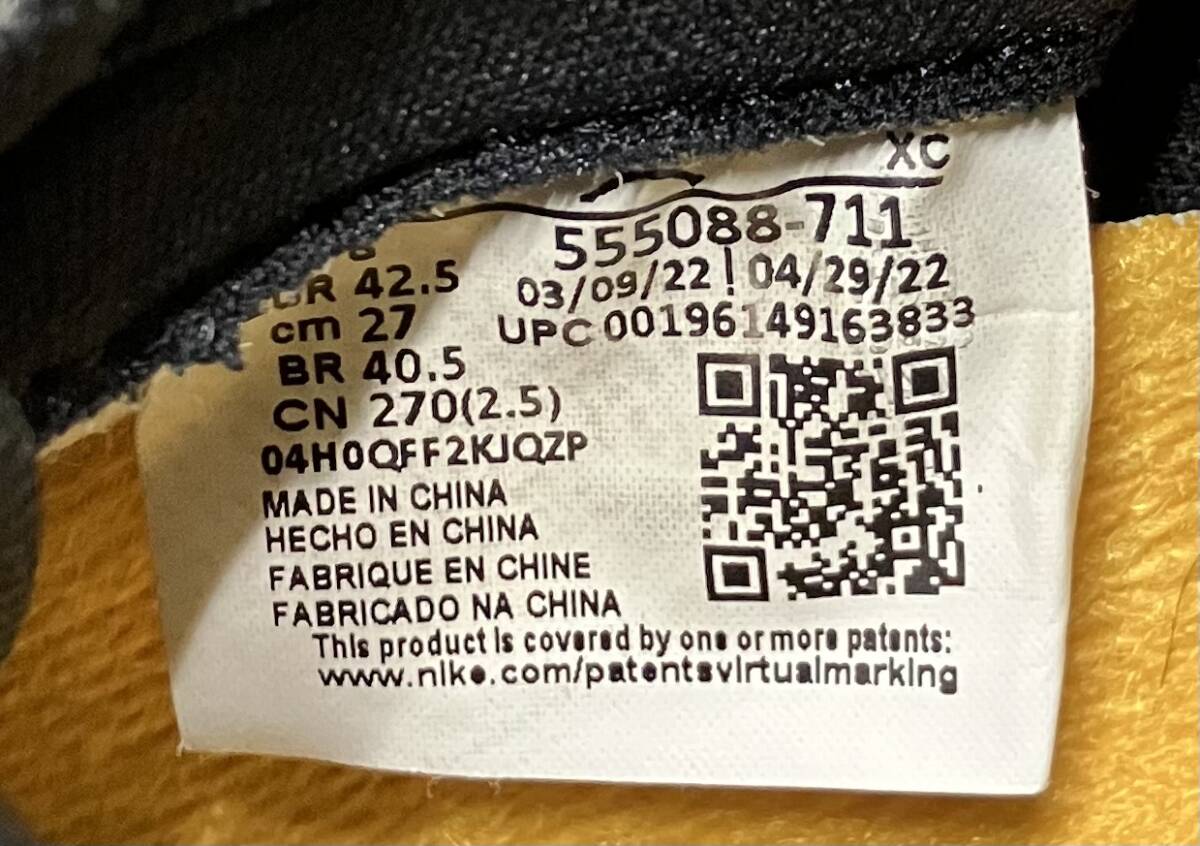 XC
555088-711
03/09/22 ! 04/29/22
UPC 00196149163833
42.5
cm 27
BR 40.5
CN 270(2.5)
04H0QFF2KJQZP
MADE IN CHINA
HECHO EN CHINA
FABRIQUE EN CHINE
FABRICADO NA CHINA
This product is covered by one or more patents:
www.nike.com/patentsvirtualmarking